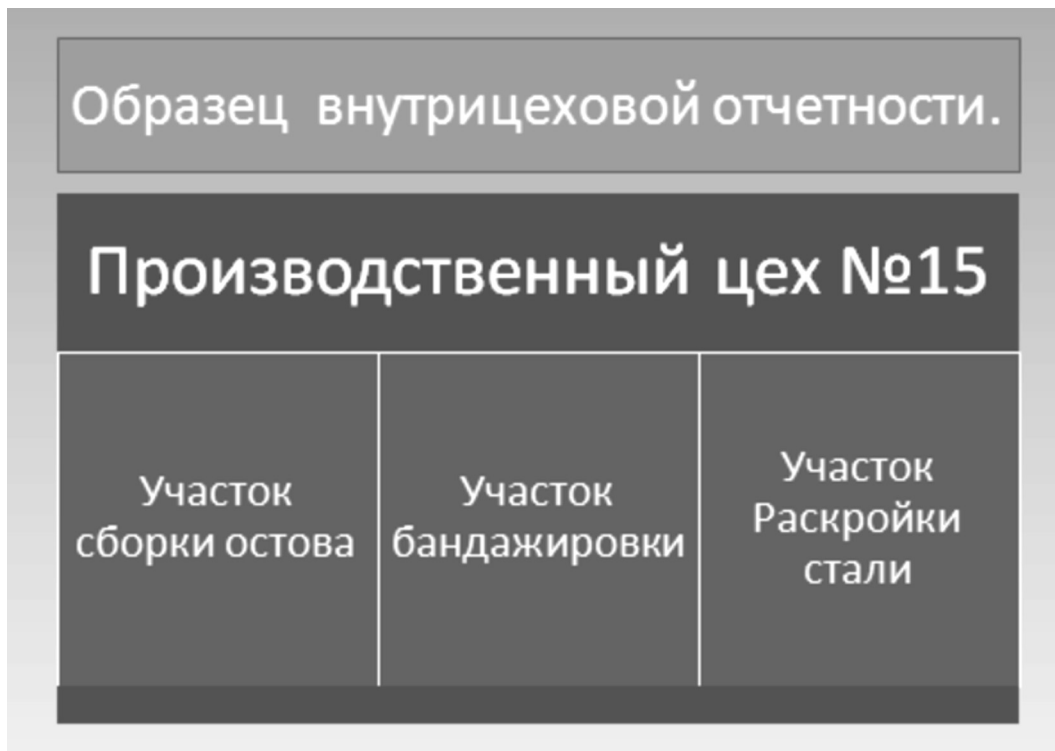 Образец внутрицеховой отчетности.
Производственный цех №15
Участок
сборки остова
Участок
бандажировки
Участок
Раскройки
стали